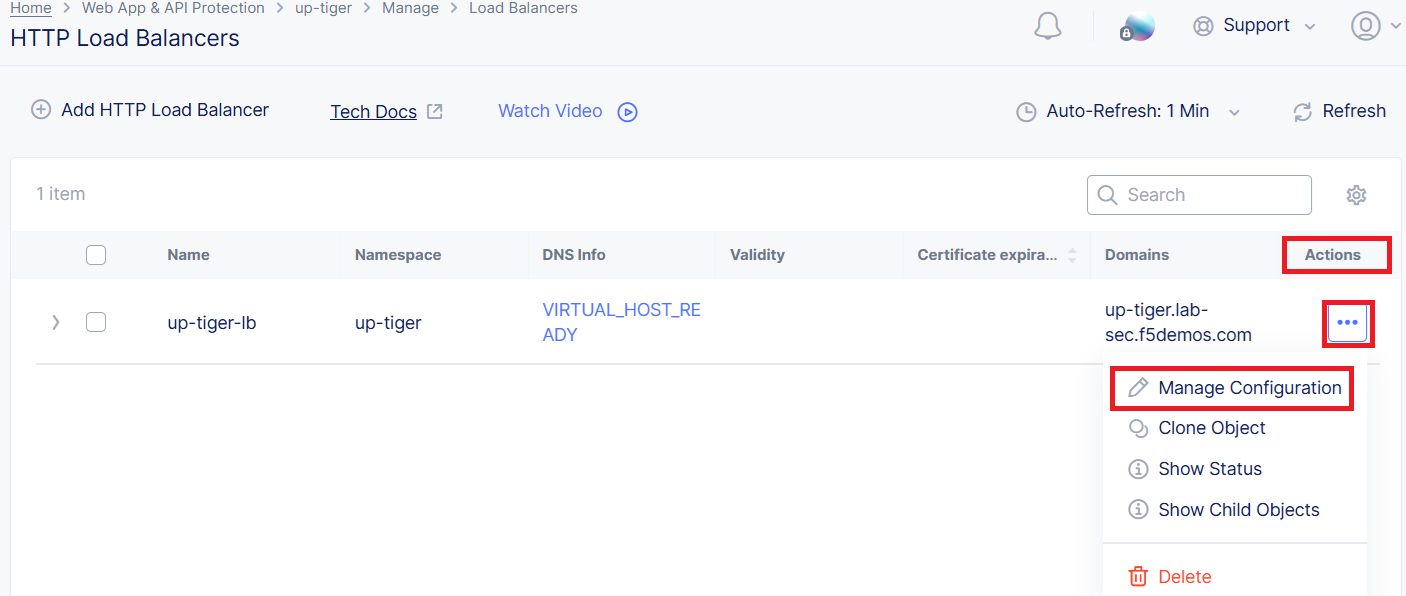 Home > Web App & API Protection > up-tiger > Manage > Load Balancers
HTTP Load Balancers
Support
Add HTTP Load Balancer
Tech Docs
Watch Video
Auto-Refresh: 1 Min
Refresh
1 item
Search
Name Namespace DNS Info Validity Certificate expira... Domains Actions
up-tiger-lb
up-tiger
VIRTUAL_HOST_RE
ADY
up-tiger.lab-
sec.f5demos.com
Manage Configuration
Clone Object
Show Status
Show Child Objects
Delete